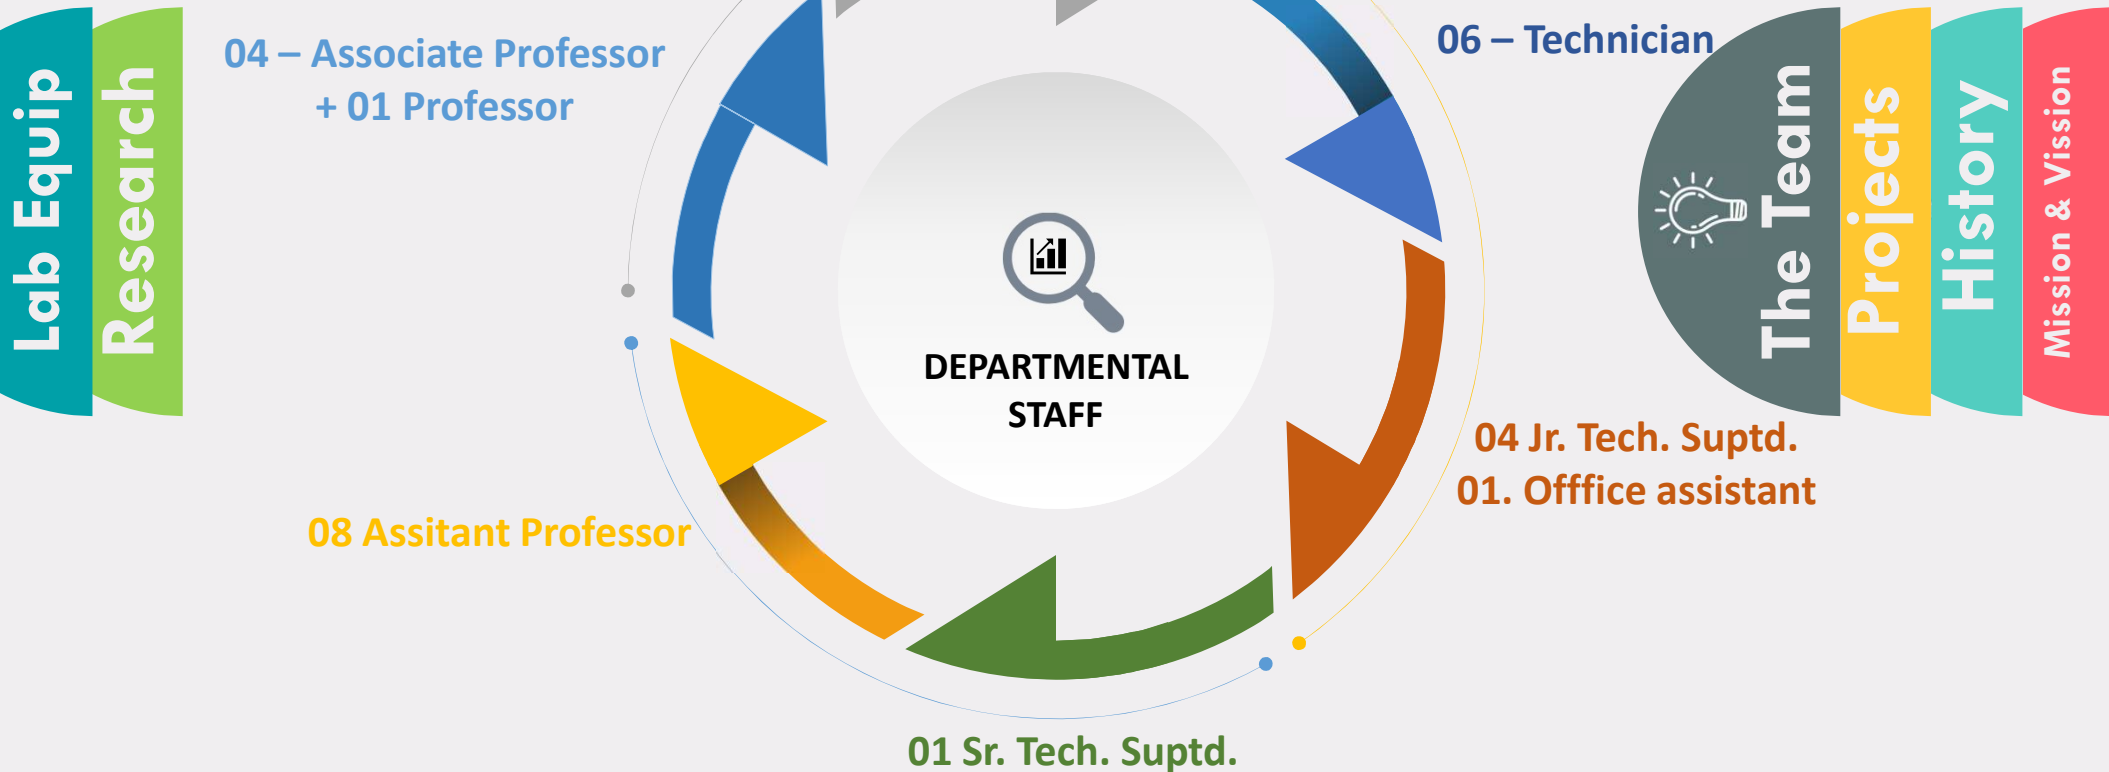 Lab Equip
Research
04 – Associate Professor
+ 01 Professor
06 – Technician
The Team
Projects
History
Mission & Vission
DEPARTMENTAL
STAFF
04 Jr. Tech. Suptd.
01. Offfice assistant
08 Assitant Professor
01 Sr. Tech. Suptd.